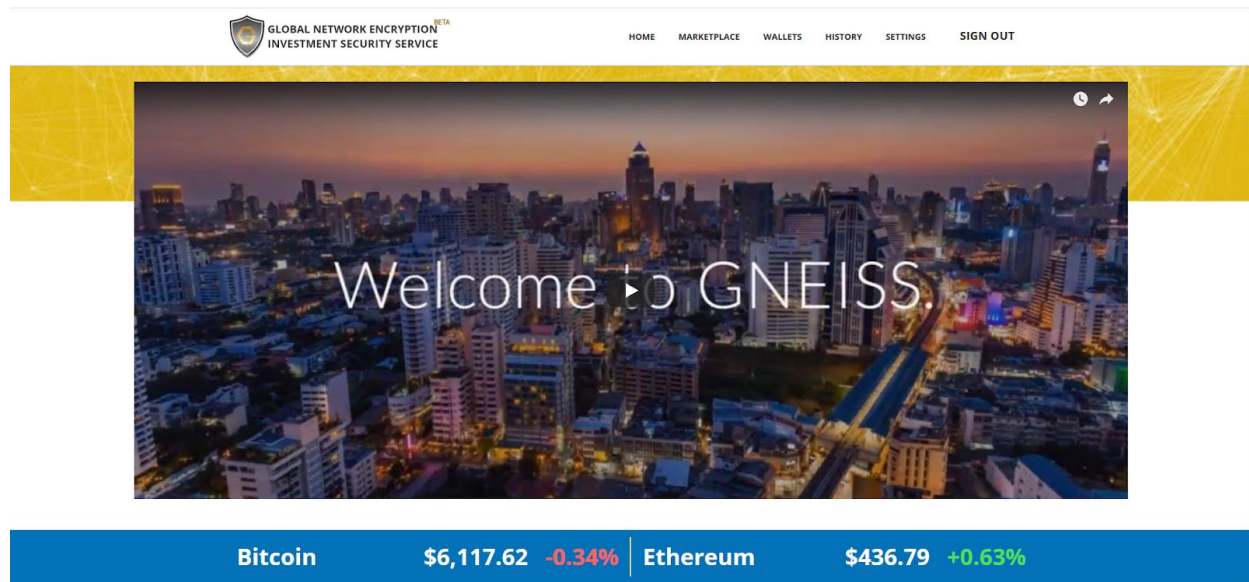 GLOBAL NETWORK ENCRYPTION BETA
INVESTMENT SECURITY SERVICE
HOME MARKETPLACE WALLETS HISTORY SETTINGS SIGN OUT
Welcome to GNEISS.
Bitcoin $6,117.62 -0.34% Ethereum $436.79 +0.63%